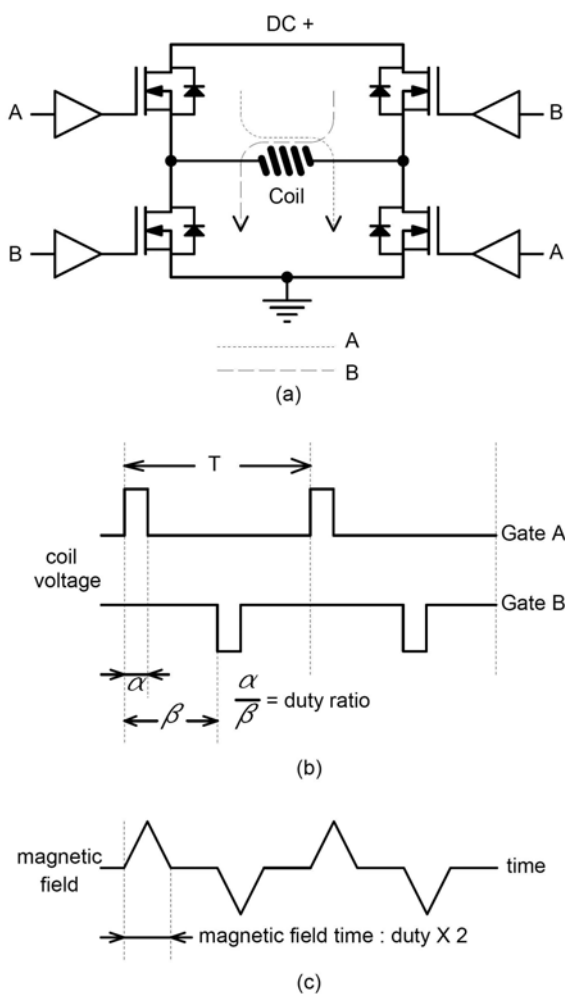 DC +
A
B
Coil
B
A
A
B
(a)
T
Gate A
coil
voltage
Gate B
α
β
α/β = duty ratio
(b)
magnetic
field
time
magnetic field time : duty X 2
(c)